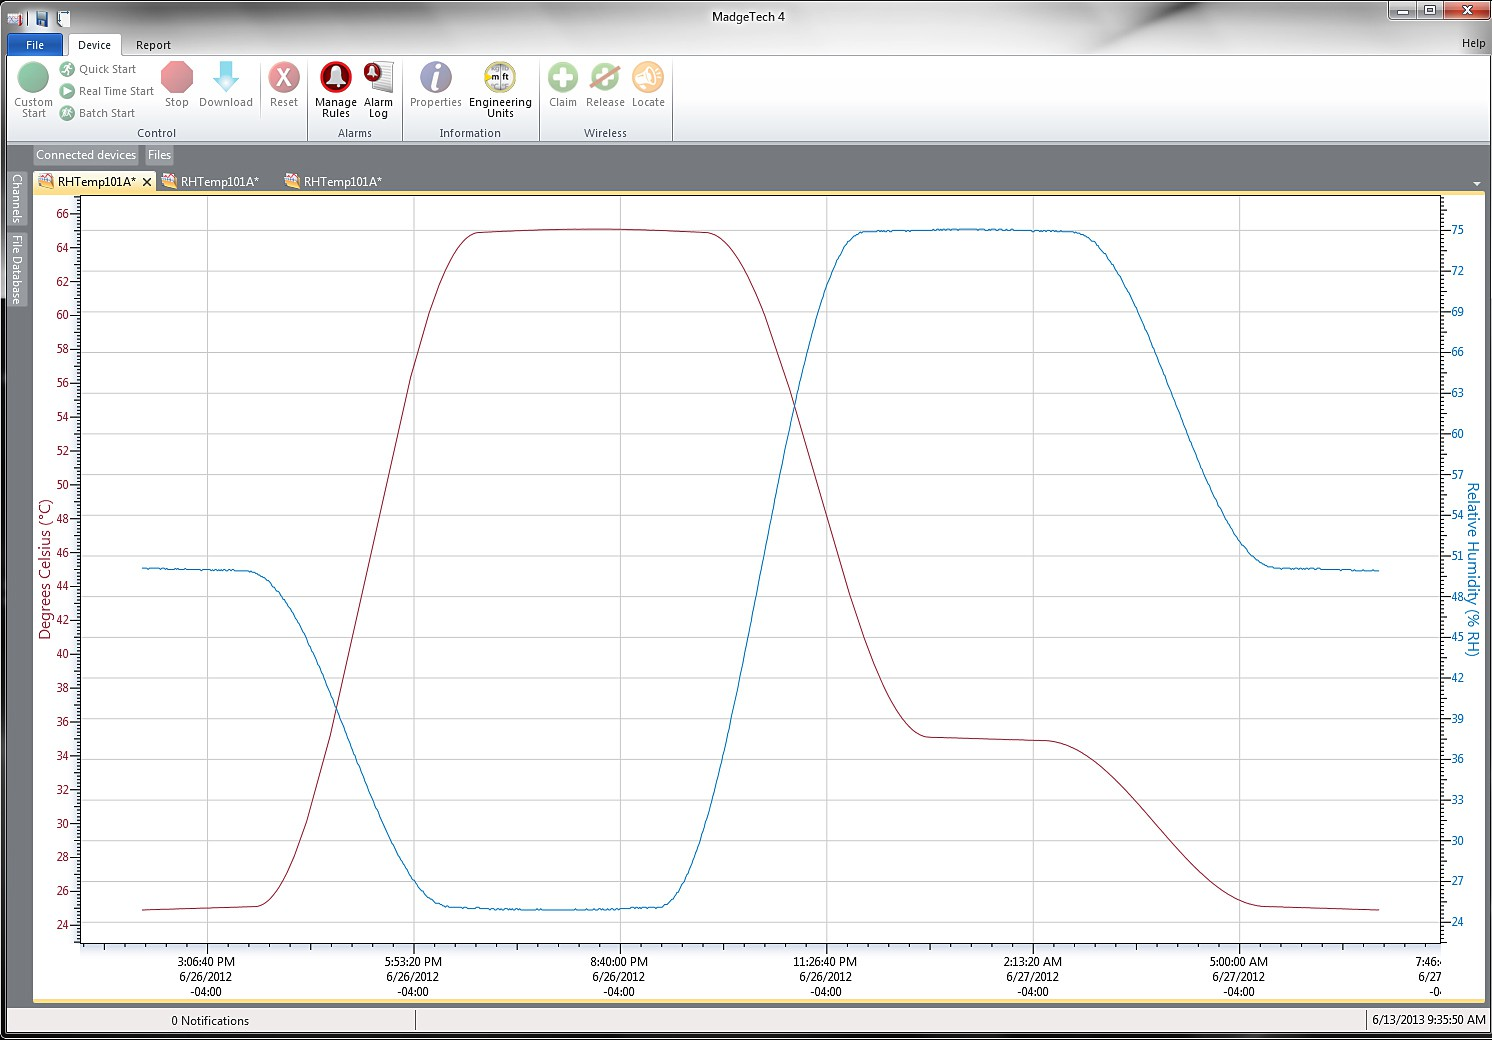 MadgeTech 4
File Device Report Help
Custom Start
Quick Start
Real Time Start
Batch Start
Stop
Download
Reset
Control
Manage Rules
Alarm Log
Alarms
Properties
Engineering Units
m ft
Information
Claim
Release
Locate
Wireless
Connected devices Files
RHTemp101A* RHTemp101A* RHTemp101A*
Channels
File Database
Degrees Celsius (°C)
66
64
62
60
58
56
54
52
50
48
46
44
42
40
38
36
34
32
30
28
26
24
75
72
69
66
63
60
57
54
51
48
45
42
39
36
33
30
27
24
Relative Humidity (% RH)
3:06:40 PM 5:53:20 PM 8:40:00 PM 11:26:40 PM 2:13:20 AM 5:00:00 AM 7:46:
6/26/2012 6/26/2012 6/26/2012 6/26/2012 6/27/2012 6/27/2012 6/27
-04:00 -04:00 -04:00 -04:00 -04:00 -04:00 -0
0 Notifications 6/13/2013 9:35:50 AM